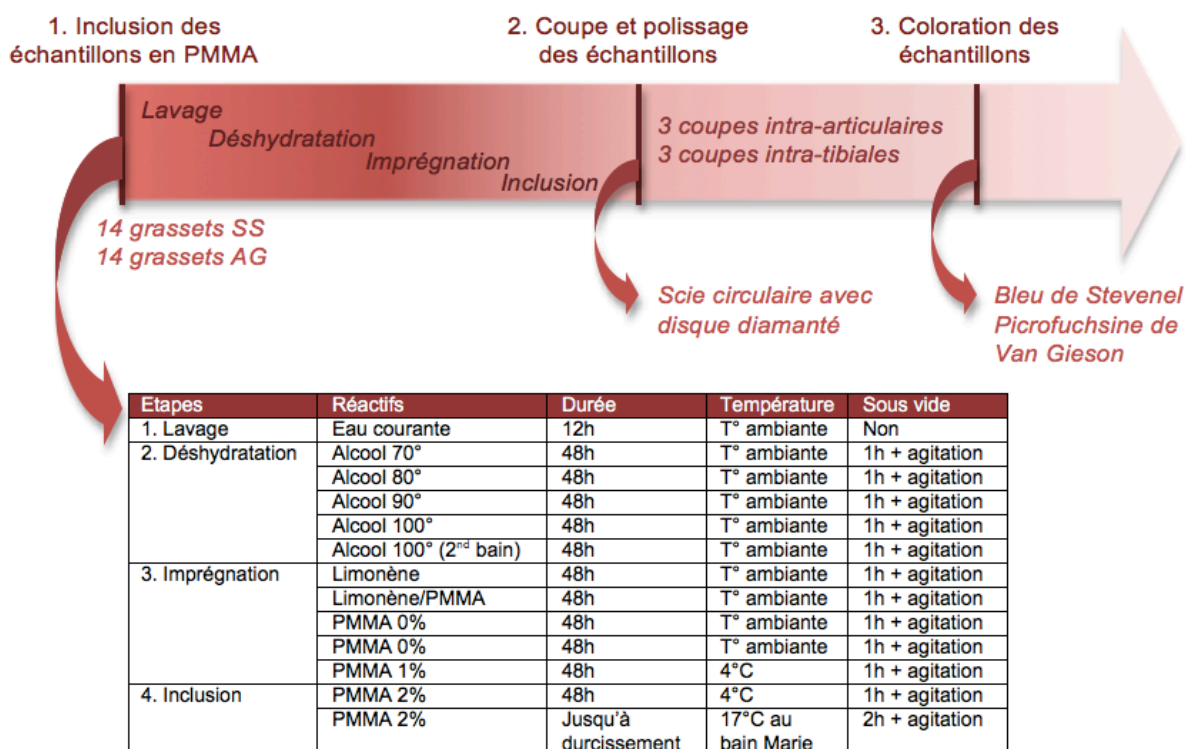 1. Inclusion des
échantillons en PMMA
2. Coupe et polissage
des échantillons
3. Coloration des
échantillons
Lavage
Déshydratation
Imprégnation
Inclusion
3 coupes intra-articulaires
3 coupes intra-tibiales
14 grassets SS
14 grassets AG
Scie circulaire avec
disque diamanté
Bleu de Stevenel
Picrofuchsine de
Van Gieson
Etapes Réactifs Durée Température Sous vide
1. Lavage Eau courante 12h T° ambiante Non
2. Déshydratation Alcool 70° 48h T° ambiante 1h + agitation
Alcool 80° 48h T° ambiante 1h + agitation
Alcool 90° 48h T° ambiante 1h + agitation
Alcool 100° 48h T° ambiante 1h + agitation
Alcool 100° (2nd bain) 48h T° ambiante 1h + agitation
3. Imprégnation Limonène 48h T° ambiante 1h + agitation
Limonène/PMMA 48h T° ambiante 1h + agitation
PMMA 0% 48h T° ambiante 1h + agitation
PMMA 0% 48h T° ambiante 1h + agitation
PMMA 1% 48h 4°C 1h + agitation
4. Inclusion PMMA 2% 48h 4°C 1h + agitation
PMMA 2% Jusqu'à 17°C au 2h + agitation
durcissement bain Marie